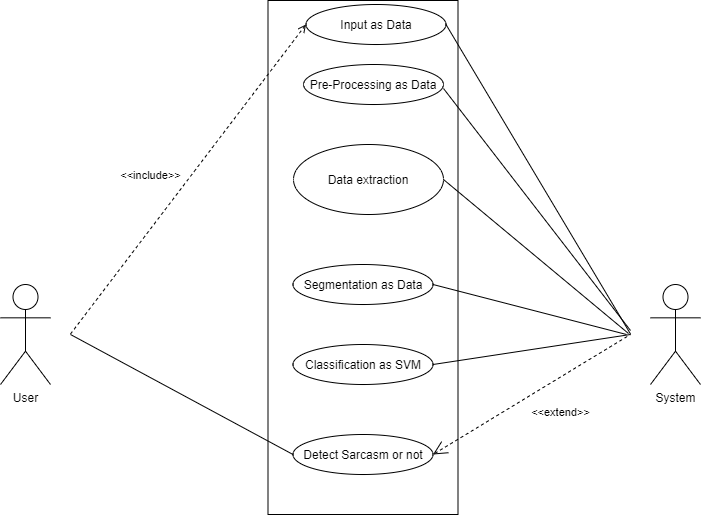 Input as Data
Pre-Processing as Data
<<include>>
Data extraction
Segmentation as Data
Classification as SVM
User
System
<<extend>>
Detect Sarcasm or not